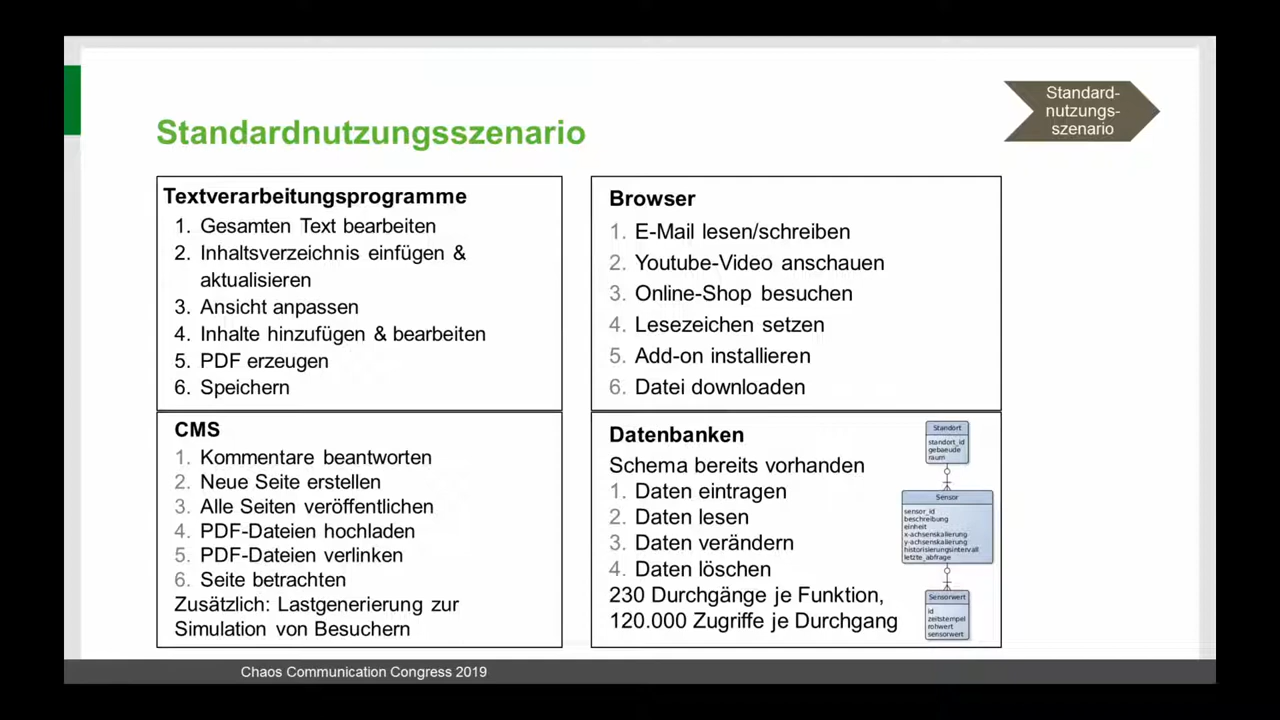 Standard-
nutzungs-
szenario
Standardnutzungsszenario
Textverarbeitungsprogramme
1. Gesamten Text bearbeiten
2. Inhaltsverzeichnis einfügen &
aktualisieren
3. Ansicht anpassen
4. Inhalte hinzufügen & bearbeiten
5. PDF erzeugen
6. Speichern
Browser
1. E-Mail lesen/schreiben
2. Youtube-Video anschauen
3. Online-Shop besuchen
4. Lesezeichen setzen
5. Add-on installieren
6. Datei downloaden
CMS
1. Kommentare beantworten
2. Neue Seite erstellen
3. Alle Seiten veröffentlichen
4. PDF-Dateien hochladen
5. PDF-Dateien verlinken
6. Seite betrachten
Zusätzlich: Lastgenerierung zur
Simulation von Besuchern
Datenbanken
Schema bereits vorhanden
1. Daten eintragen
2. Daten lesen
3. Daten verändern
4. Daten löschen
230 Durchgänge je Funktion,
120.000 Zugriffe je Durchgang
Standort
standort_id
gebaeude
raum
Sensor
sensor_id
beschreibung
einheit
x-achsenskalierung
y-achsenskalierung
historisierungsintervall
letzte_abfrage
Sensorwert
id
zeitstempel
rohwert
sensorwert
Chaos Communication Congress 2019